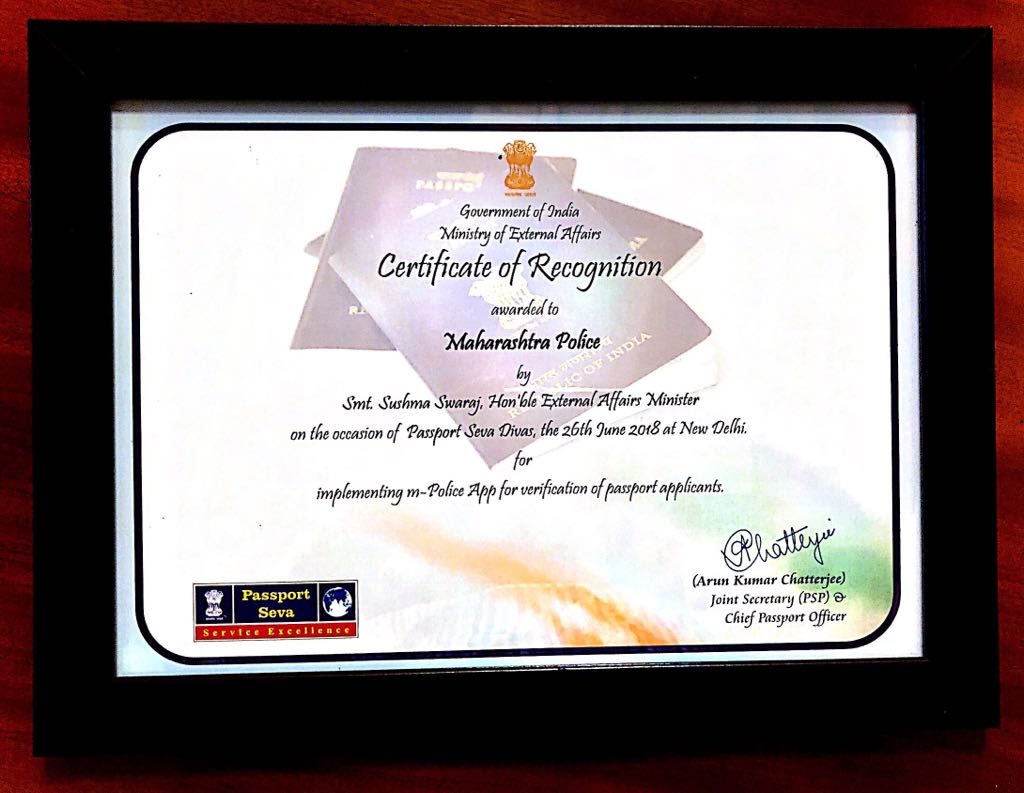 PASSPO
Government of India
Ministry of External Affairs
Certificate of Recognition
awarded to
Maharashtra Police
by
Smt. Sushma Swaraj, Hon'ble External Affairs Minister
on the occasion of Passport Seva Divas, the 26th June 2018 at New Delhi.
for
implementing m-Police App for verification of passport applicants.
OF INDIA
(Arun Kumar Chatterjee)
Joint Secretary (PSP) &
Chief Passport Officer
Passport
Seva
Service Excellence